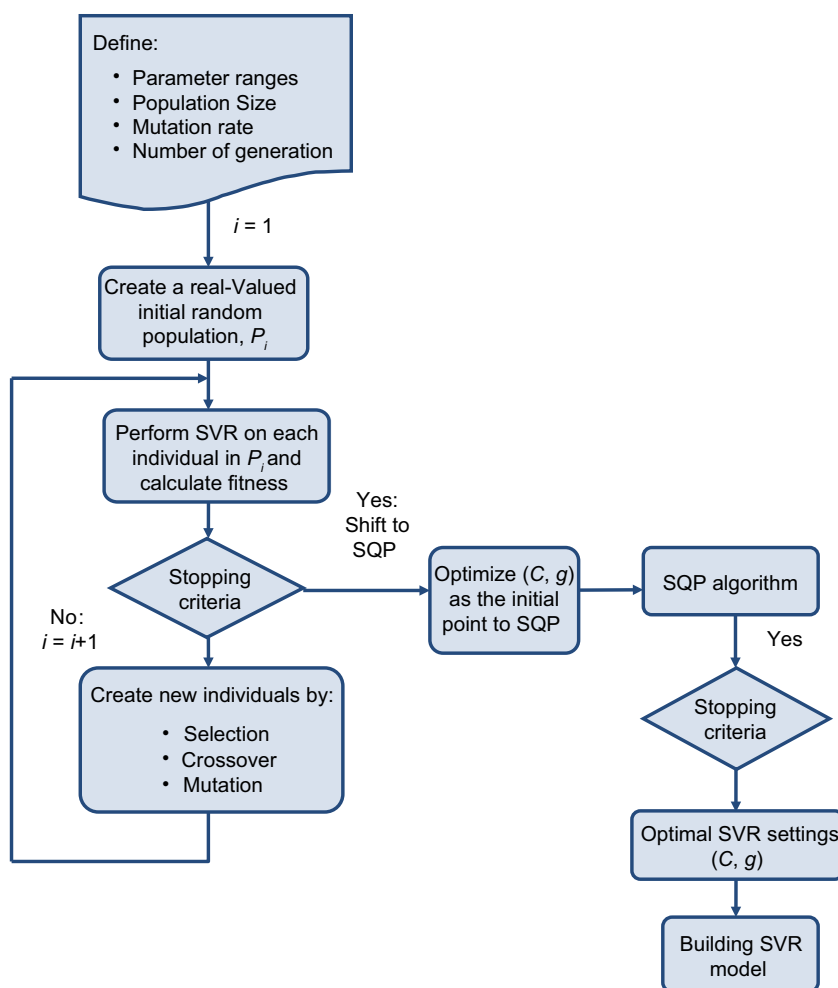 Define:
• Parameter ranges
• Population Size
• Mutation rate
• Number of generation
i = 1
Create a real-Valued
initial random
population, P_i
Perform SVR on each
individual in P_i and
calculate fitness
Yes:
Shift to
SQP
Stopping
criteria
Optimize (C, g)
as the initial
point to SQP
SQP algorithm
No:
i = i+1
Yes
Create new individuals by:
• Selection
• Crossover
• Mutation
Stopping
criteria
Optimal SVR settings
(C, g)
Building SVR
model